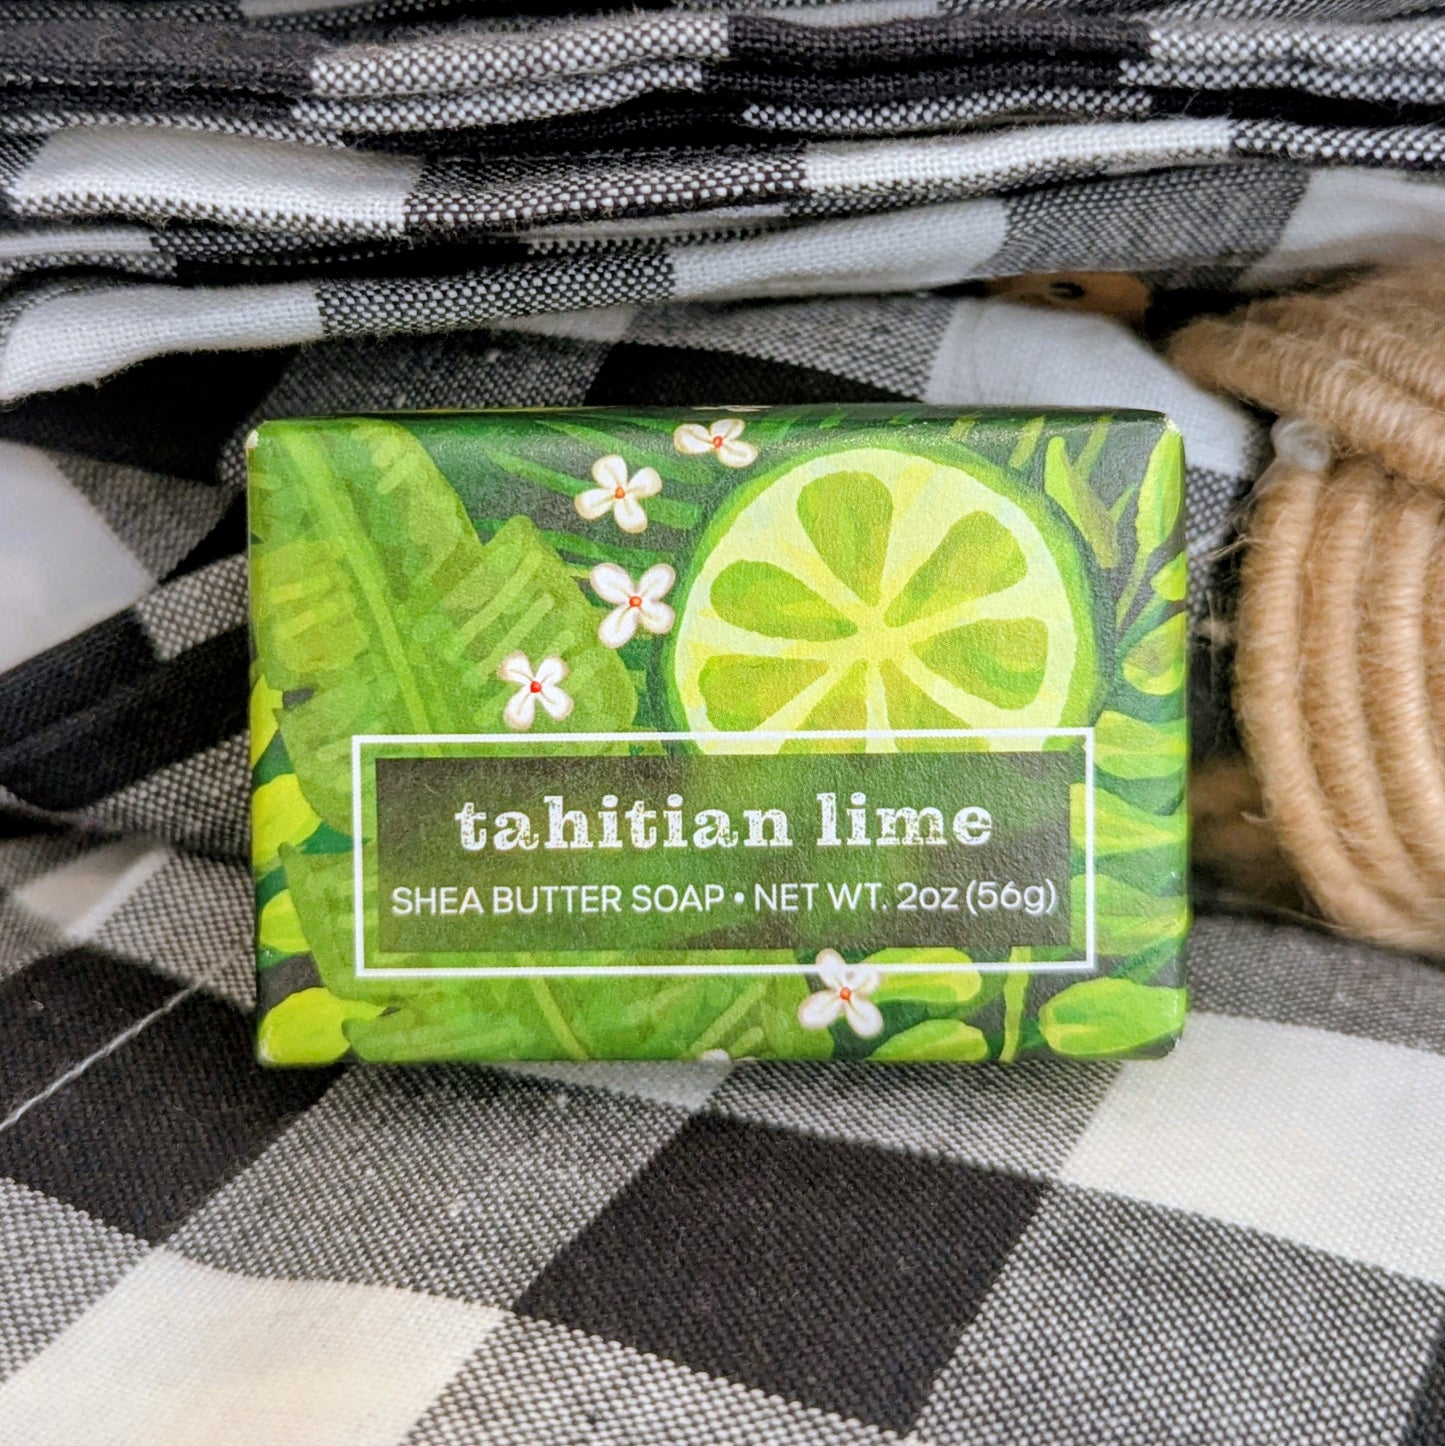 tahitian lime
SHEA BUTTER SOAP • NET WT. 2oz (56g)